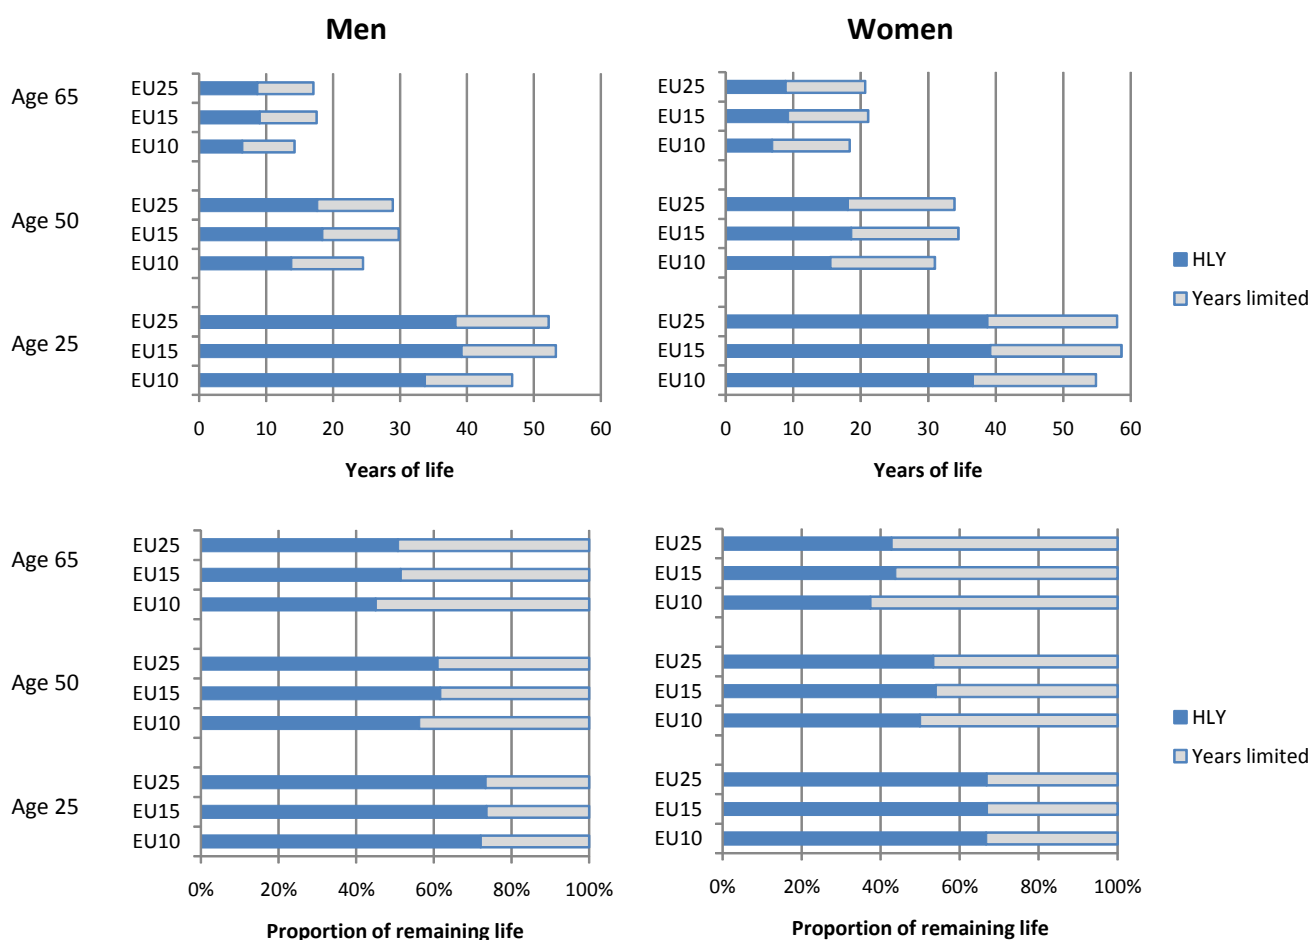 Men
Women
Age 65
EU25
EU15
EU10
Age 50
EU25
EU15
EU10
Age 25
EU25
EU15
EU10
0 10 20 30 40 50 60
Years of life
EU25
EU15
EU10
EU25
EU15
EU10
EU25
EU15
EU10
0 10 20 30 40 50 60
Years of life
HLY
Years limited
Age 65
EU25
EU15
EU10
Age 50
EU25
EU15
EU10
Age 25
EU25
EU15
EU10
0% 20% 40% 60% 80% 100%
Proportion of remaining life
EU25
EU15
EU10
EU25
EU15
EU10
EU25
EU15
EU10
0% 20% 40% 60% 80% 100%
Proportion of remaining life
HLY
Years limited